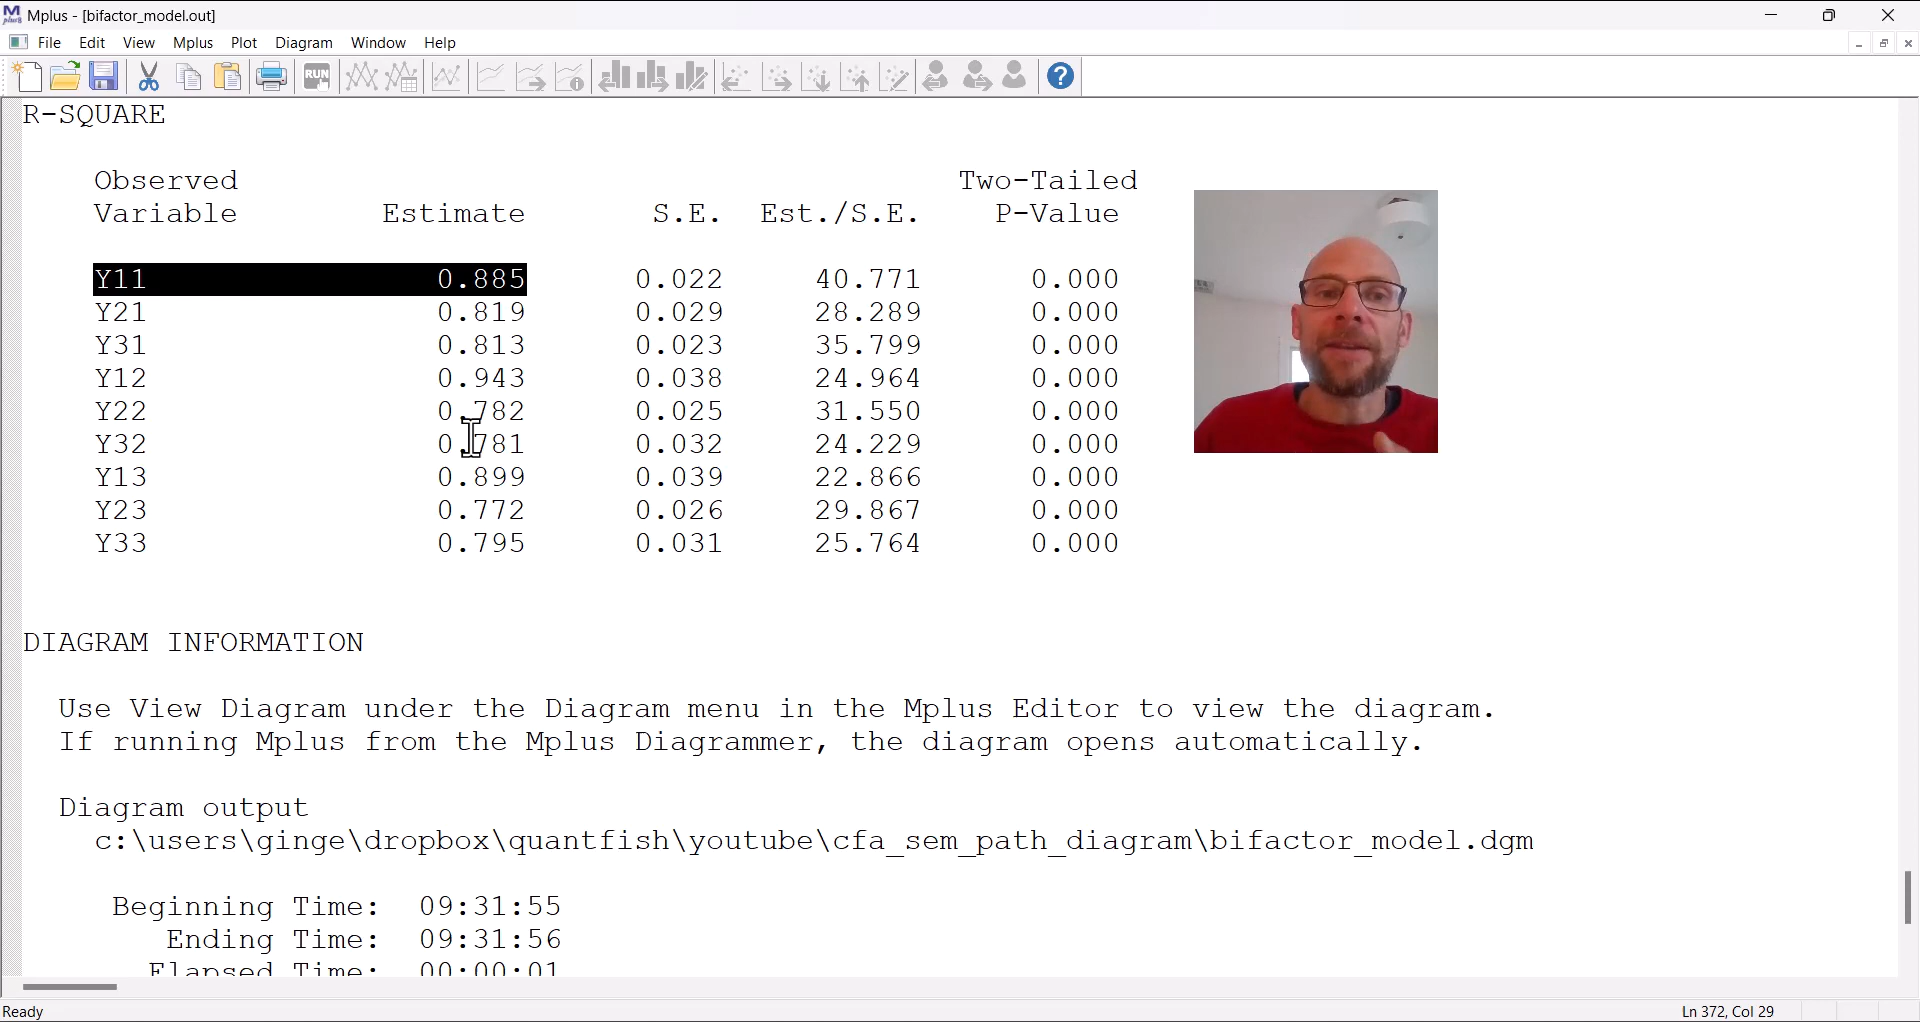 Mplus - [bifactor_model.out]
File Edit View Mplus Plot Diagram Window Help
RUN
R-SQUARE
Observed Two-Tailed
Variable Estimate S.E. Est./S.E. P-Value
Y11 0.885 0.022 40.771 0.000
Y21 0.819 0.029 28.289 0.000
Y31 0.813 0.023 35.799 0.000
Y12 0.943 0.038 24.964 0.000
Y22 0.782 0.025 31.550 0.000
Y32 0.781 0.032 24.229 0.000
Y13 0.899 0.039 22.866 0.000
Y23 0.772 0.026 29.867 0.000
Y33 0.795 0.031 25.764 0.000
DIAGRAM INFORMATION
Use View Diagram under the Diagram menu in the Mplus Editor to view the diagram.
If running Mplus from the Mplus Diagrammer, the diagram opens automatically.
Diagram output
c:\users\ginge\dropbox\quantfish\youtube\cfa_sem_path_diagram\bifactor_model.dgm
Beginning Time: 09:31:55
Ending Time: 09:31:56
Elapsed Time: 00:00:01
Ready Ln 372, Col 29